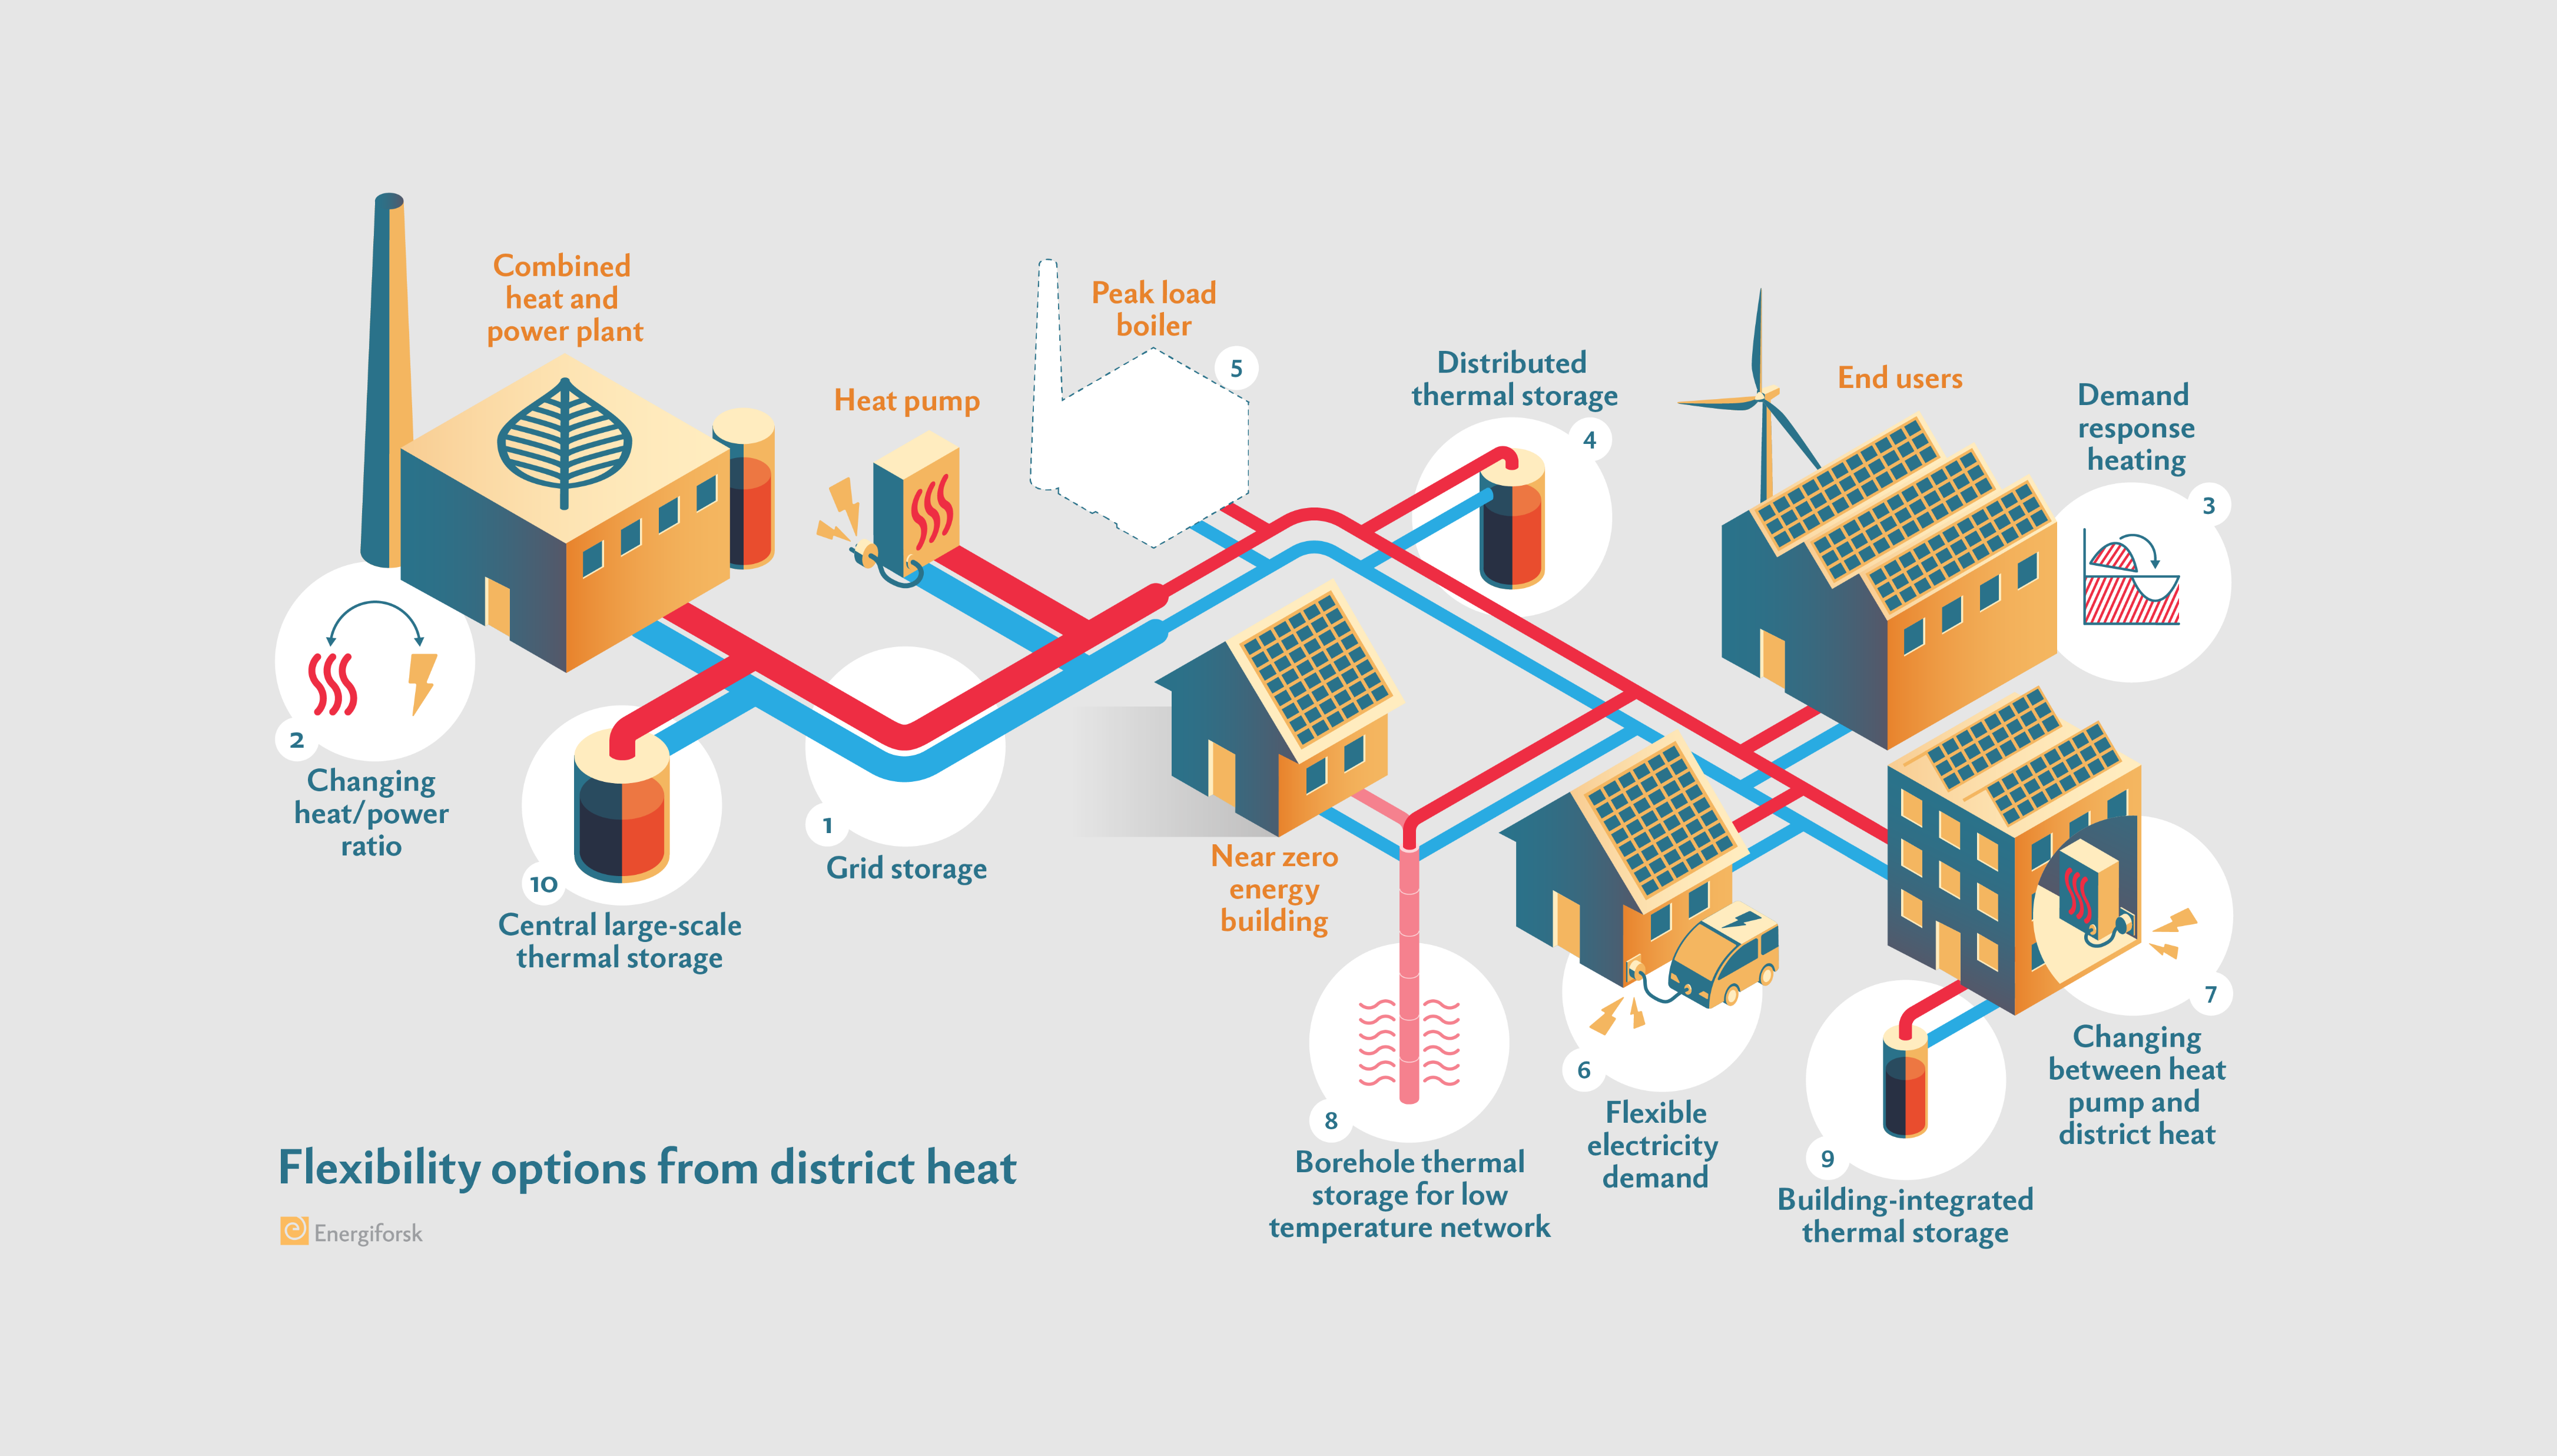 Combined
heat and
power plant
Heat pump
Peak load
boiler
5
Distributed
thermal storage
4
End users
Demand
response
heating
3
2
Changing
heat/power
ratio
10
Central large-scale
thermal storage
1
Grid storage
Near zero
energy
building
8
Borehole thermal
storage for low
temperature network
6
Flexible
electricity
demand
7
Changing
between heat
pump and
district heat
9
Building-integrated
thermal storage
Flexibility options from district heat
Energiforsk